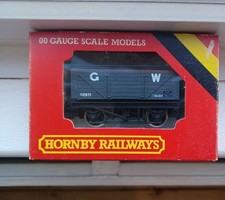 00 GAUGE SCALE MODELS
G W
HORNBY RAILWAYS